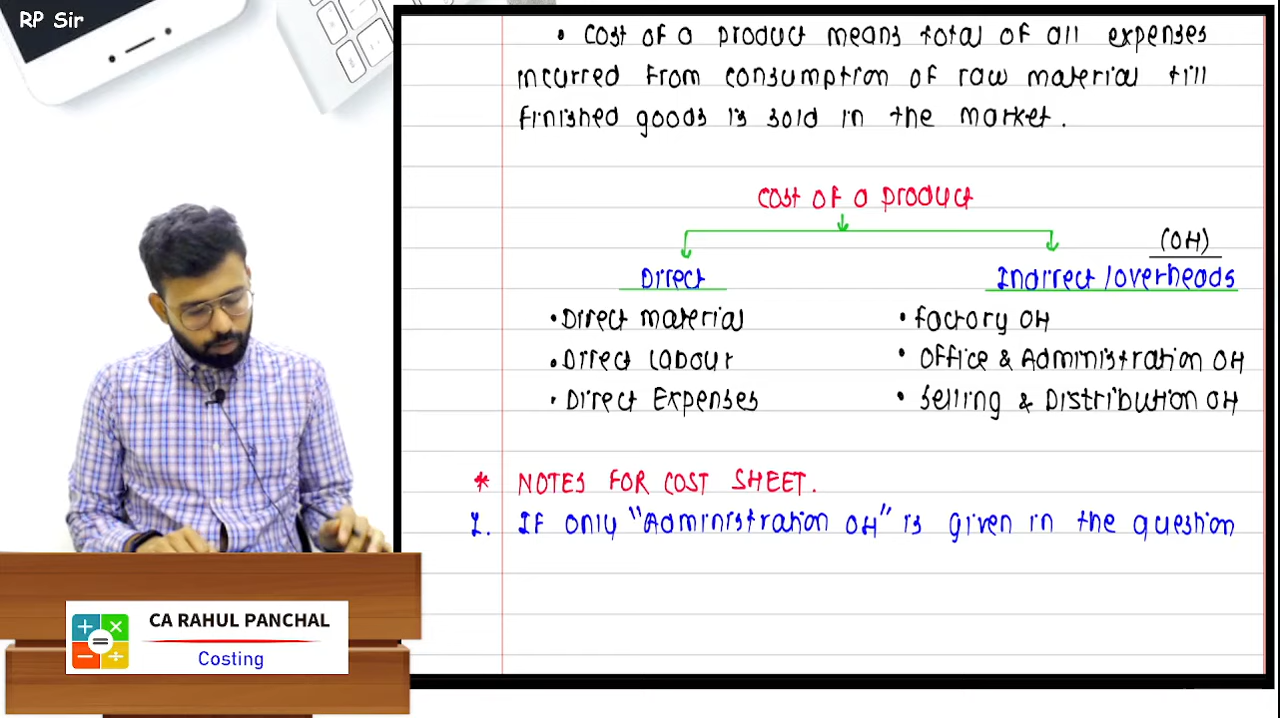 RP Sir
• Cost of a product means total of all expenses
incurred from consumption of raw material till
finished goods is sold in the market.
Cost of a product
(OH)
Direct
Indirect / overheads
• Direct material
• Factory OH
• Direct Labour
• Office & Administration OH
• Direct Expenses
• Selling & Distribution OH
* NOTES FOR COST SHEET.
1. If only "Administration OH" is given in the question
CA RAHUL PANCHAL
Costing